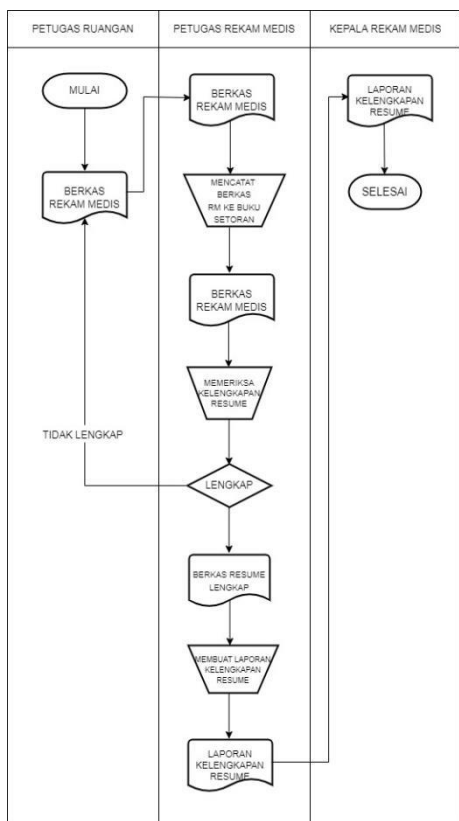 PETUGAS RUANGAN
PETUGAS REKAM MEDIS
KEPALA REKAM MEDIS
MULAI
BERKAS
REKAM MEDIS
BERKAS
REKAM MEDIS
MENCATAT
BERKAS
RM KE BUKU
SETORAN
BERKAS
REKAM MEDIS
MEMERIKSA
KELENGKAPAN
RESUME
TIDAK LENGKAP
LENGKAP
BERKAS RESUME
LENGKAP
MEMBUAT LAPORAN
KELENGKAPAN
RESUME
LAPORAN
KELENGKAPAN
RESUME
LAPORAN
KELENGKAPAN
RESUME
SELESAI